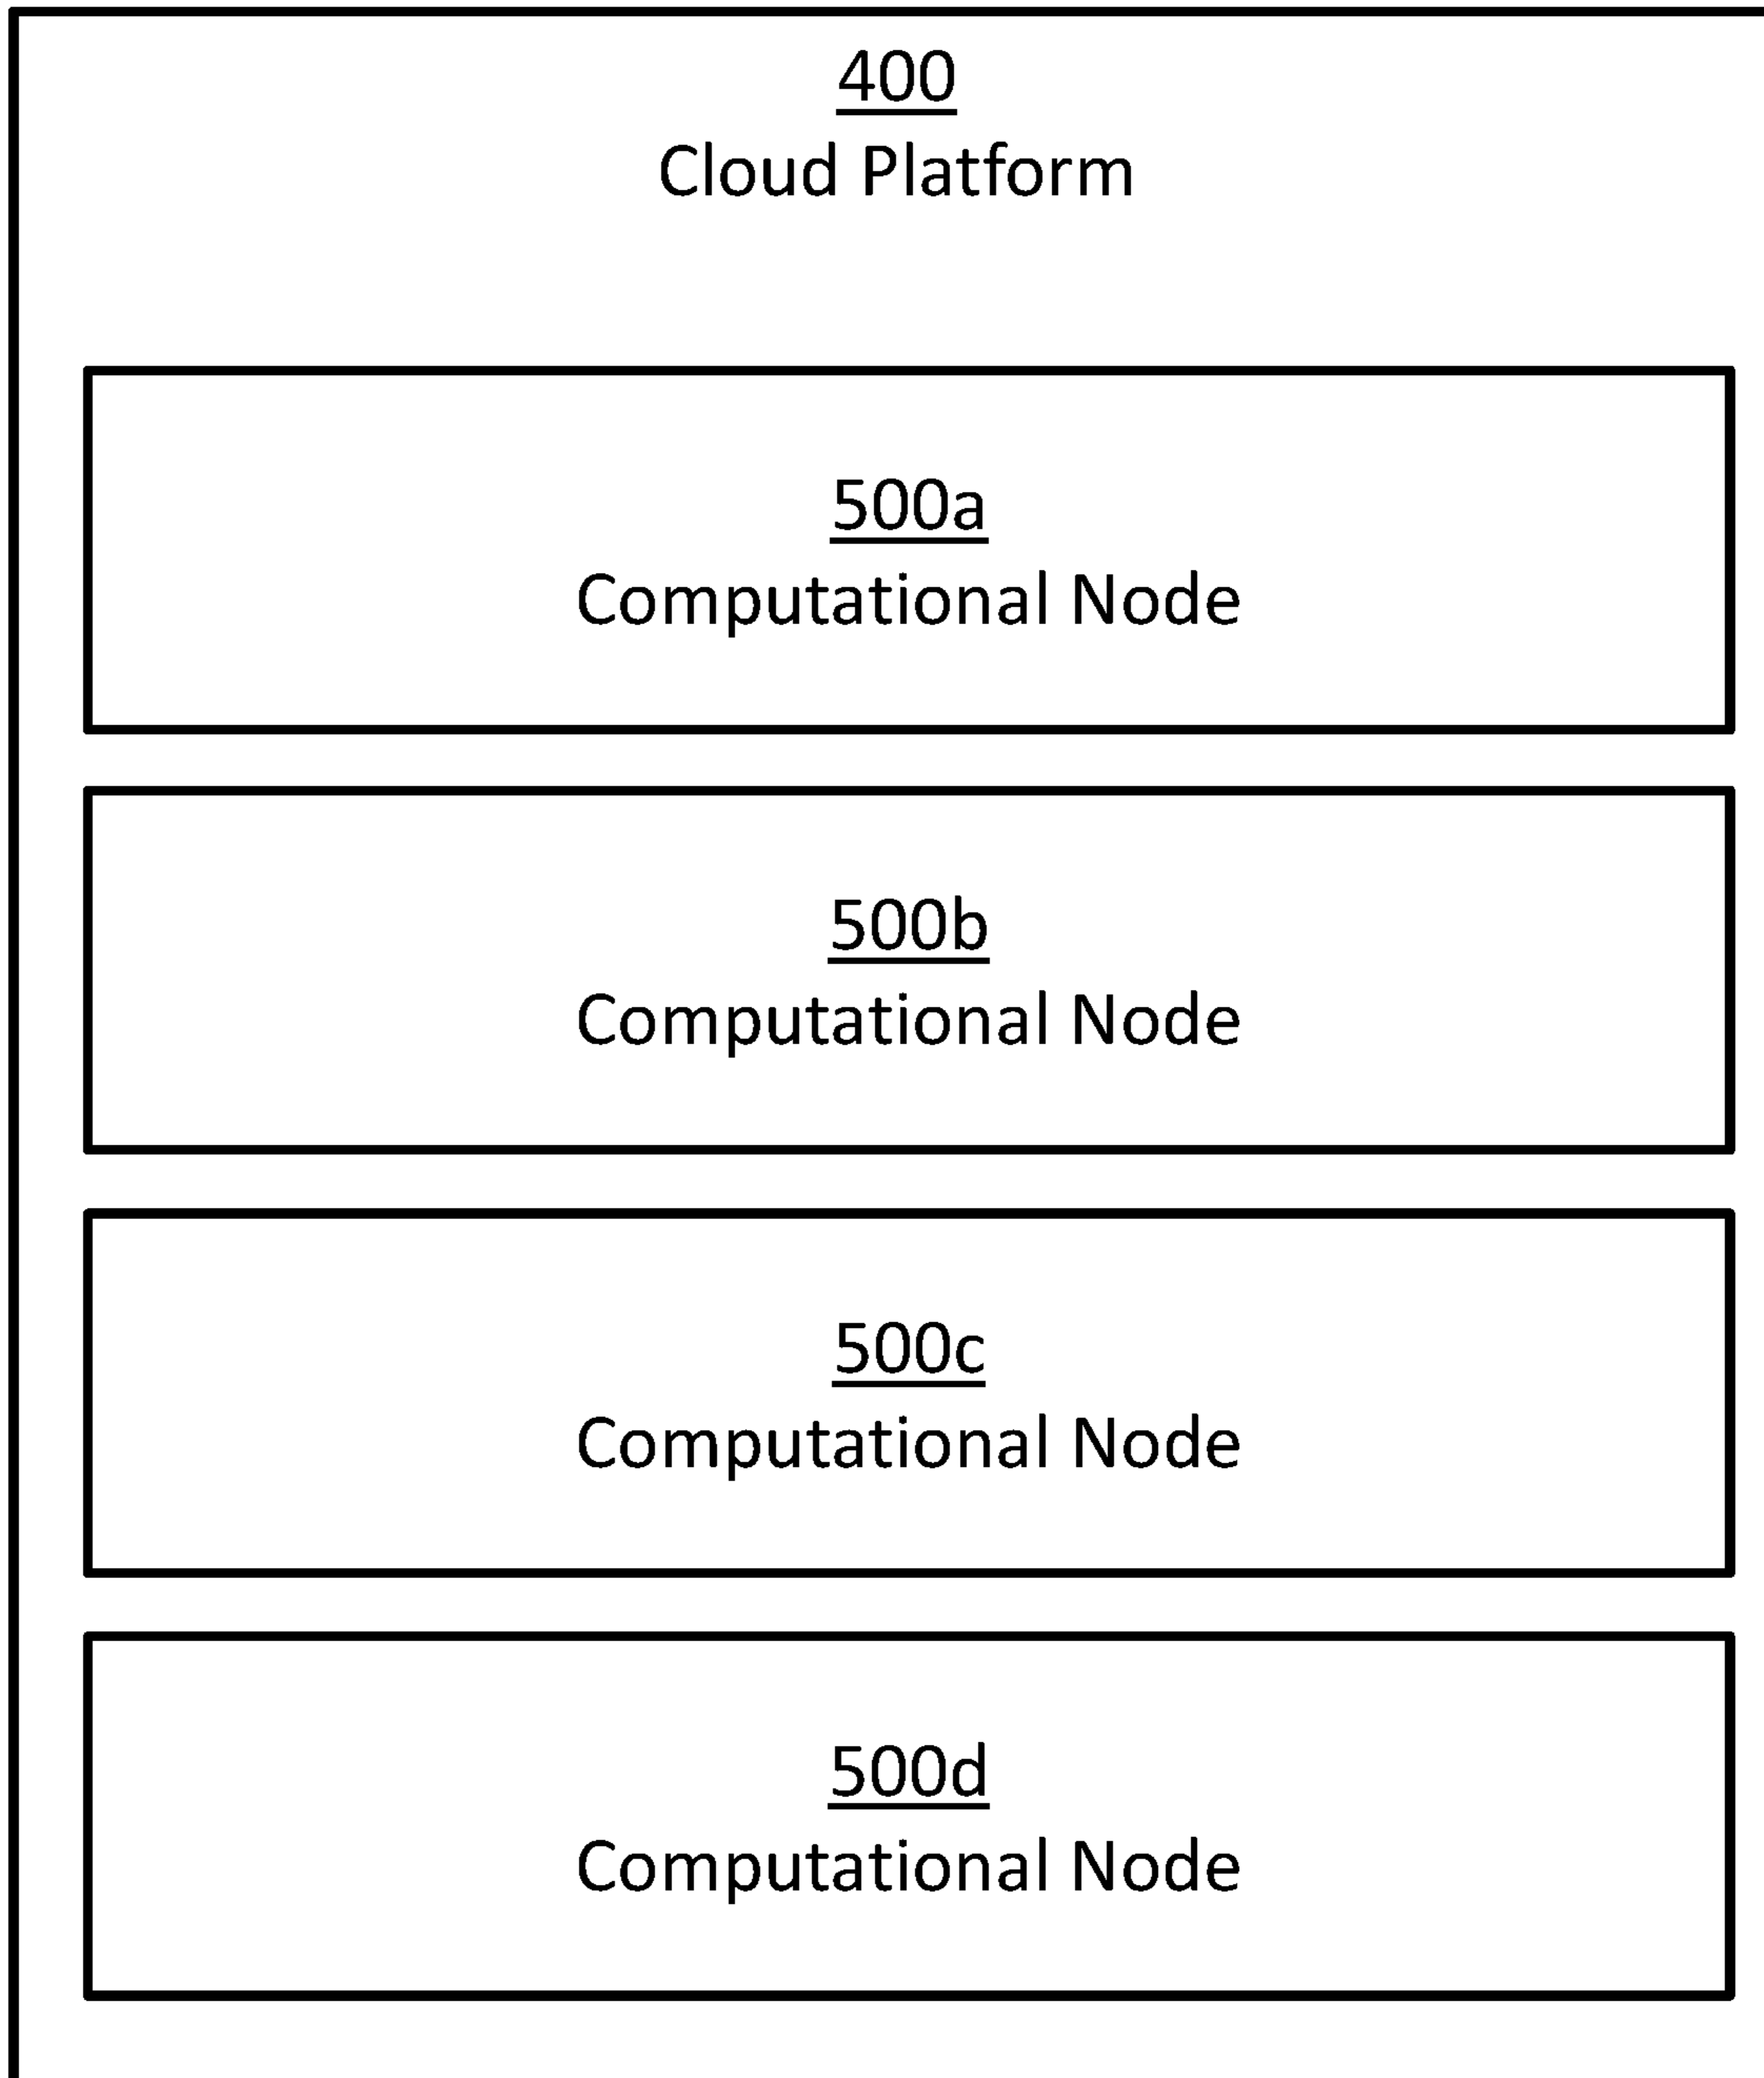 400
Cloud Platform
500a
Computational Node
500b
Computational Node
500c
Computational Node
500d
Computational Node